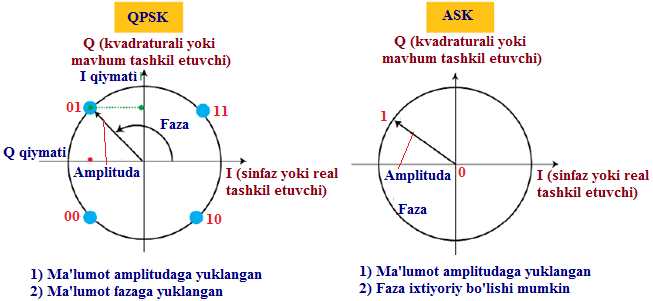 QPSK
Q (kvadraturali yoki
mavhum tashkil etuvchi)
I qiymati
01
11
Faza
Q qiymati
Amplituda
I (sinfaz yoki real
tashkil etuvchi)
00
10
1) Ma'lumot amplitudaga yuklangan
2) Ma'lumot fazaga yuklangan
ASK
Q (kvadraturali yoki
mavhum tashkil etuvchi)
1
Amplituda
0
I (sinfaz yoki real
tashkil etuvchi)
Faza
1) Ma'lumot amplitudaga yuklangan
2) Faza ixtiyoriy bo'lishi mumkin